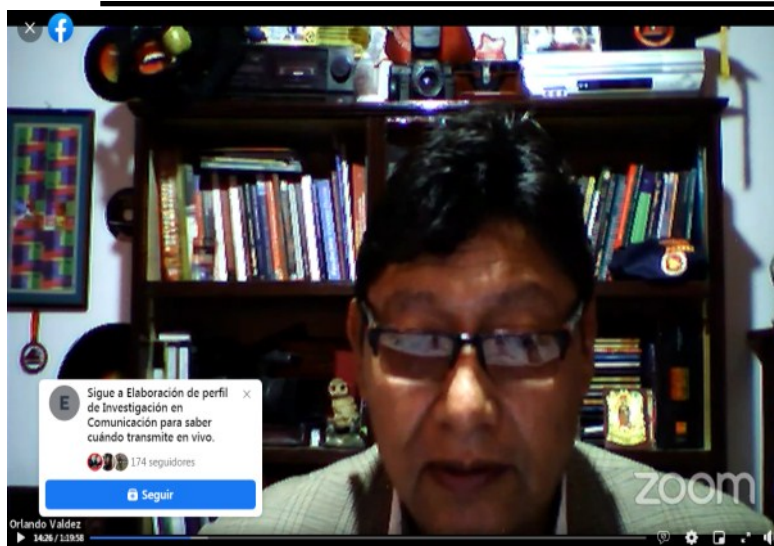 Sigue a Elaboración de perfil
de Investigación en
Comunicación para saber
cuándo transmite en vivo.
E
174 seguidores
Seguir
zoom
Orlando Valdez
14:26 / 1:19:58